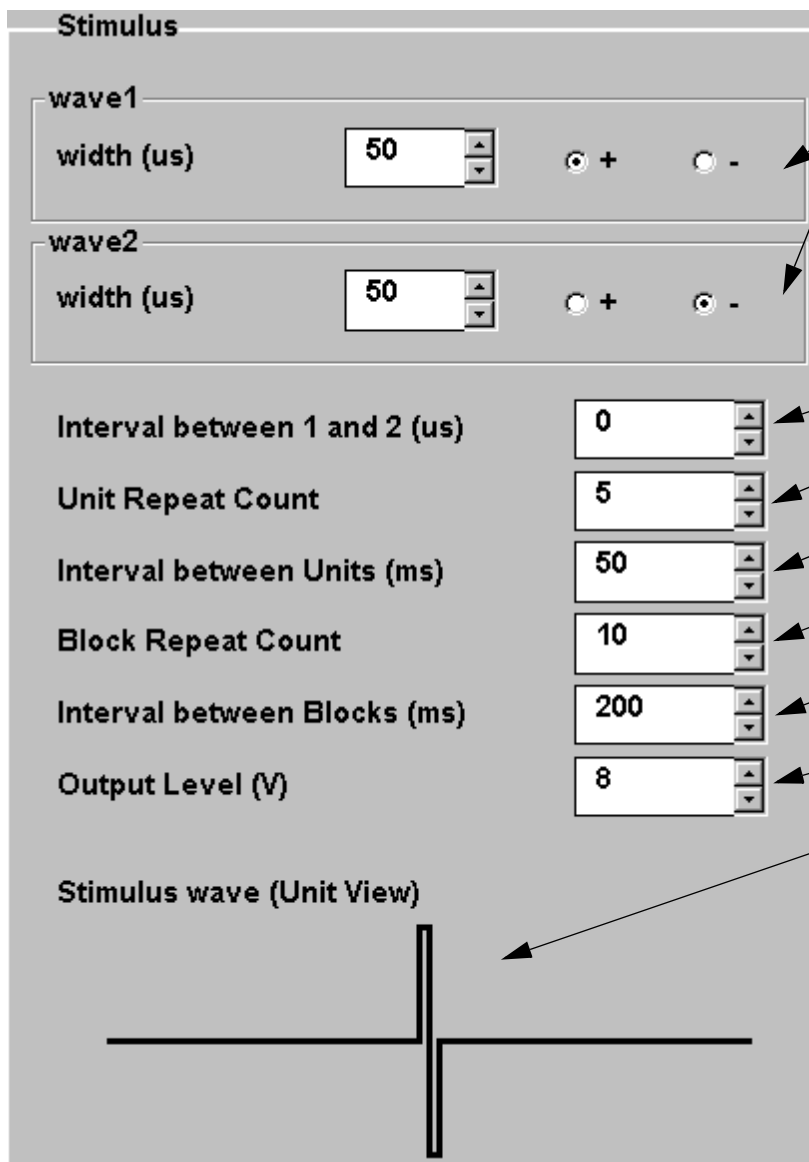 Stimulus
wave1
width (us) 50 + -
wave2
width (us) 50 + -
Interval between 1 and 2 (us) 0
Unit Repeat Count 5
Interval between Units (ms) 50
Block Repeat Count 10
Interval between Blocks (ms) 200
Output Level (V) 8
Stimulus wave (Unit View)